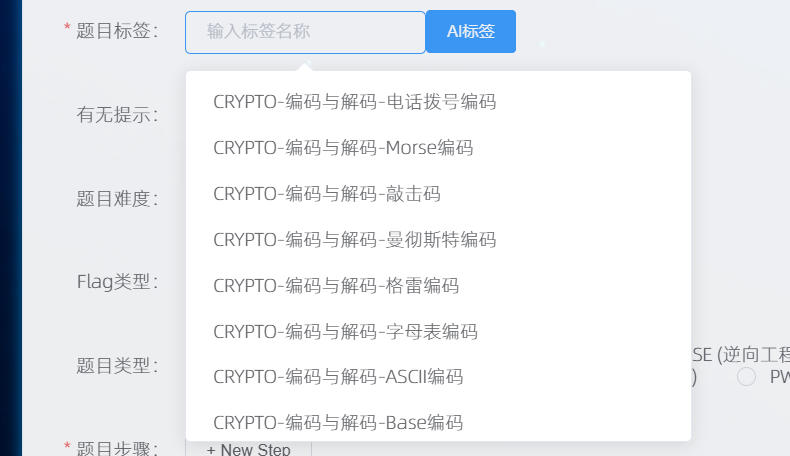 * 题目标签： 输入标签名称 AI标签
CRYPTO-编码与解码-电话拨号编码
有无提示：
CRYPTO-编码与解码-Morse编码
题目难度： CRYPTO-编码与解码-敲击码
CRYPTO-编码与解码-曼彻斯特编码
Flag类型： CRYPTO-编码与解码-格雷编码
CRYPTO-编码与解码-字母表编码
SE (逆向工程
题目类型： CRYPTO-编码与解码-ASCII编码 ) PW
CRYPTO-编码与解码-Base编码
* 题目步骤： + New Step